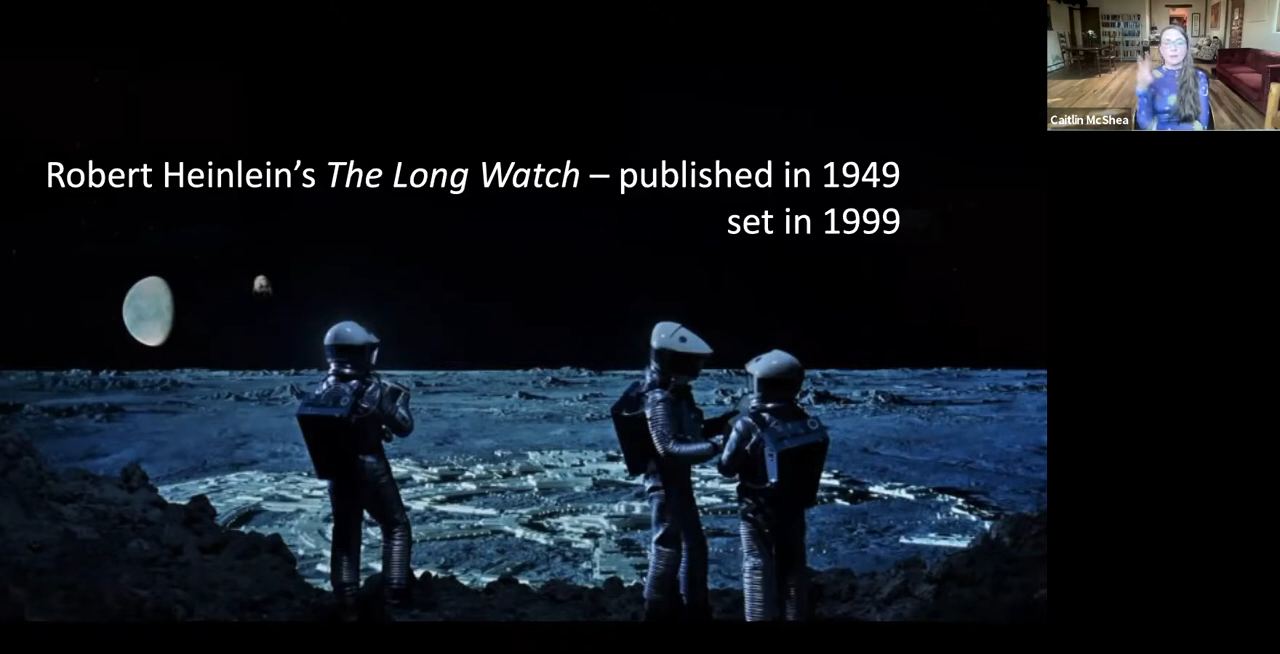 Robert Heinlein’s The Long Watch – published in 1949
set in 1999
Caitlin McShea